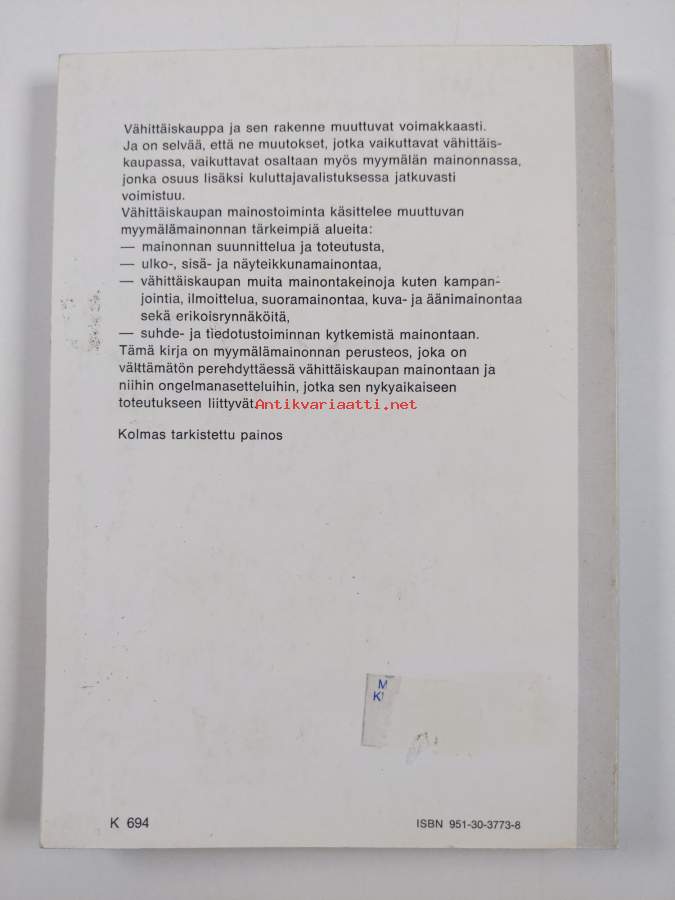 Vähittäiskauppa ja sen rakenne muuttuvat voimakkaasti.
Ja on selvää, että ne muutokset, jotka vaikuttavat vähittäis-
kaupassa, vaikuttavat osaltaan myös myymälän mainonnassa,
jonka osuus lisäksi kuluttajavalistuksessa jatkuvasti
voimistuu.
Vähittäiskaupan mainostoiminta käsittelee muuttuvan
myymälämainonnan tärkeimpiä alueita:
— mainonnan suunnittelua ja toteutusta,
— ulko-, sisä- ja näyteikkunamainontaa,
— vähittäiskaupan muita mainontakeinoja kuten kampan-
jointia, ilmoittelua, suoramainontaa, kuva- ja äänimainontaa
sekä erikoisrynnäköitä,
— suhde- ja tiedotustoiminnan kytkemistä mainontaan.
Tämä kirja on myymälämainonnan perusteos, joka on
välttämätön perehdyttäessä vähittäiskaupan mainontaan ja
niihin ongelmanasetteluihin, jotka sen nykyaikaiseen
toteutukseen liittyvät.
Antikvariaatti.net
Kolmas tarkistettu painos
M
K
K 694
ISBN 951-30-3773-8